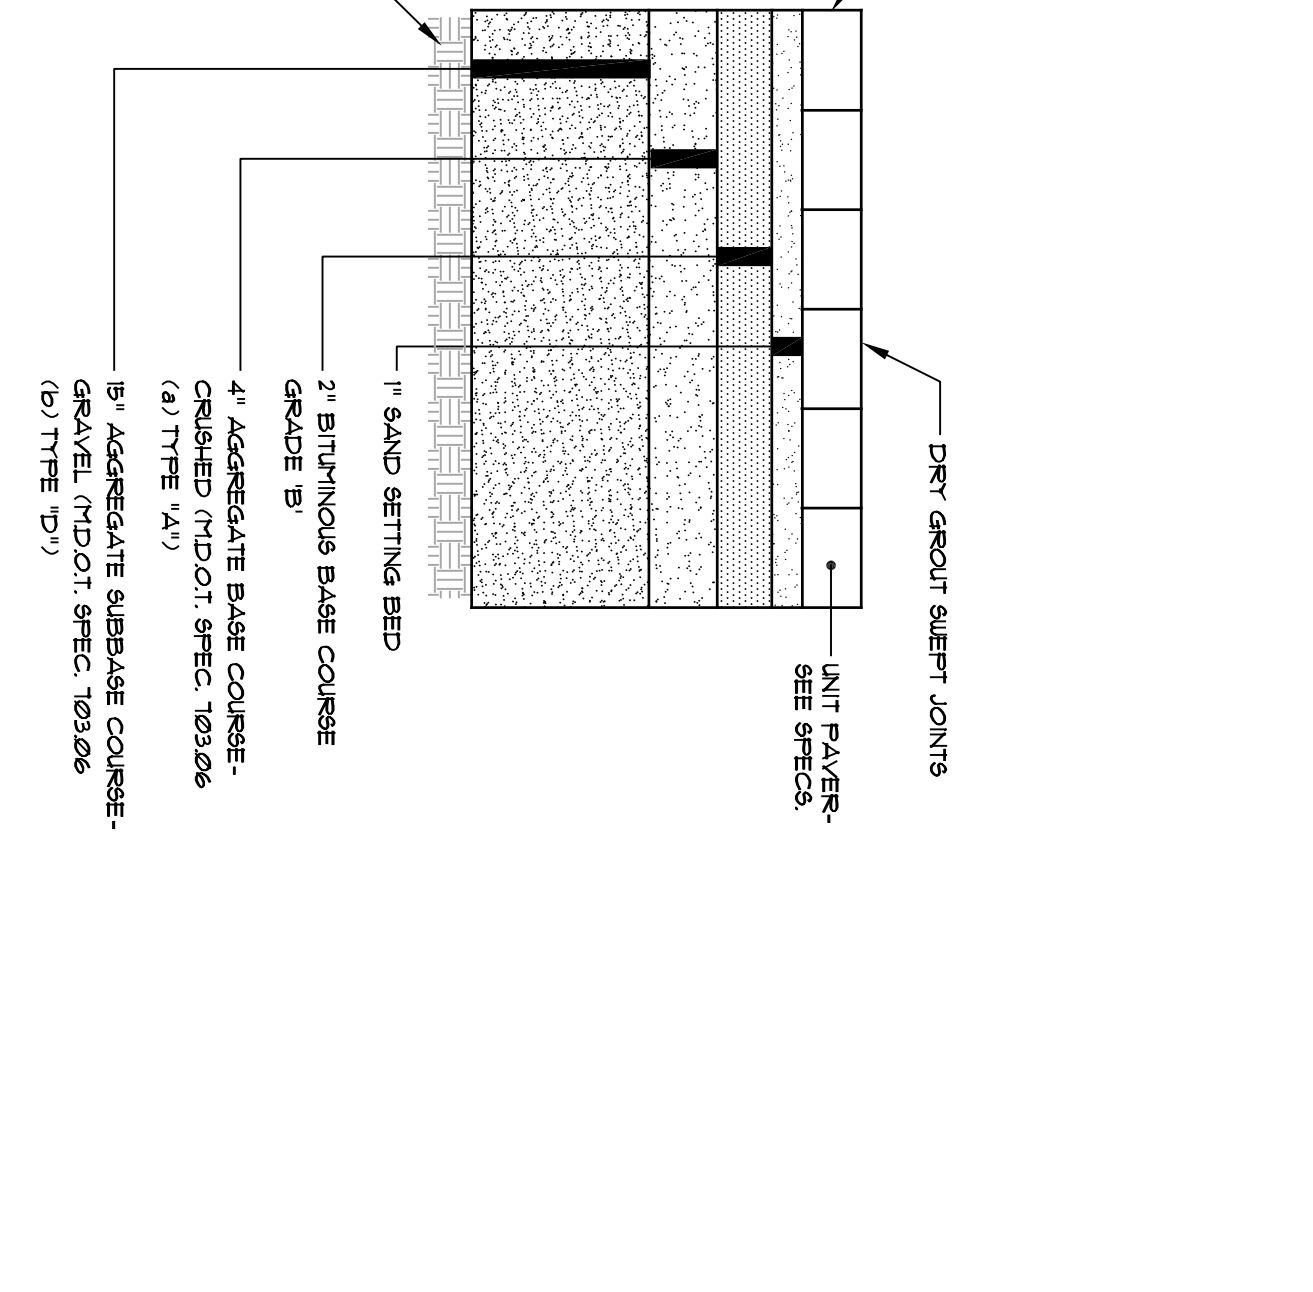 DRY GROUT SWEPT JOINTS
UNIT PAVER-
SEE SPECS.
1" SAND SETTING BED
2" BITUMINOUS BASE COURSE
GRADE 'B'
4" AGGREGATE BASE COURSE-
CRUSHED (M.D.O.T. SPEC. 703.06
(a) TYPE "A")
15" AGGREGATE SUBBASE COURSE-
GRAVEL (M.D.O.T. SPEC. 703.06
(b) TYPE "D")